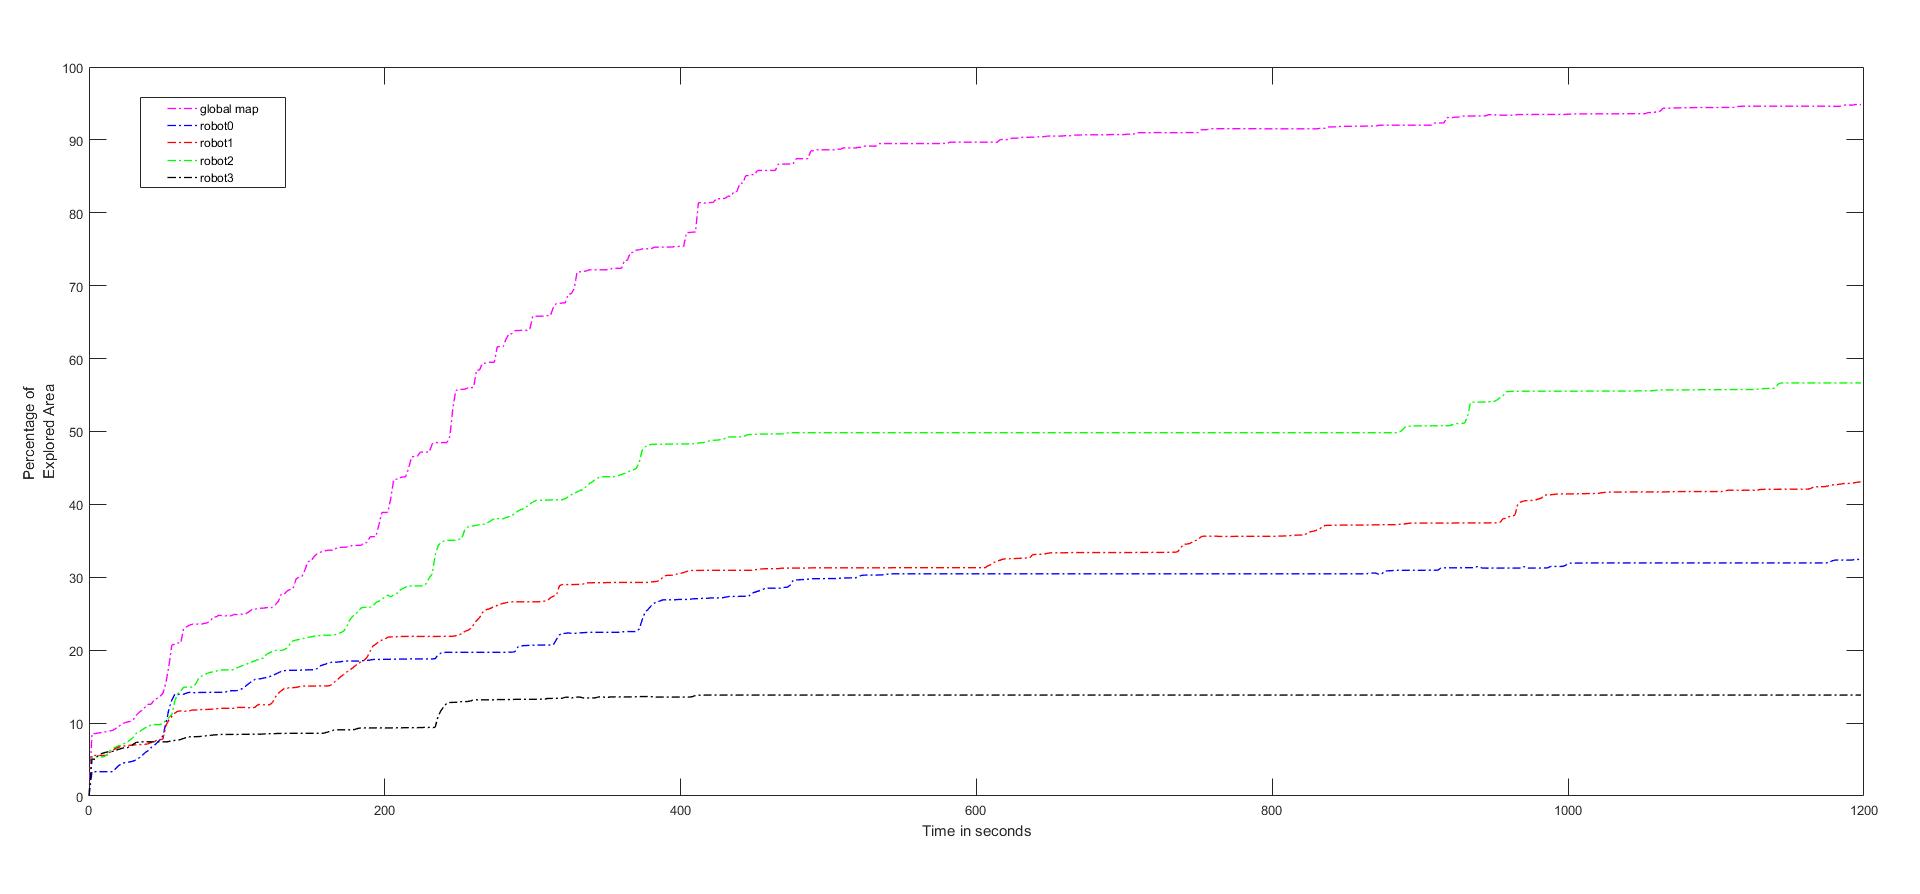 100
90
80
70
60
50
40
30
20
10
0
Percentage of
Explored Area
global map
robot0
robot1
robot2
robot3
0 200 400 600 800 1000 1200
Time in seconds